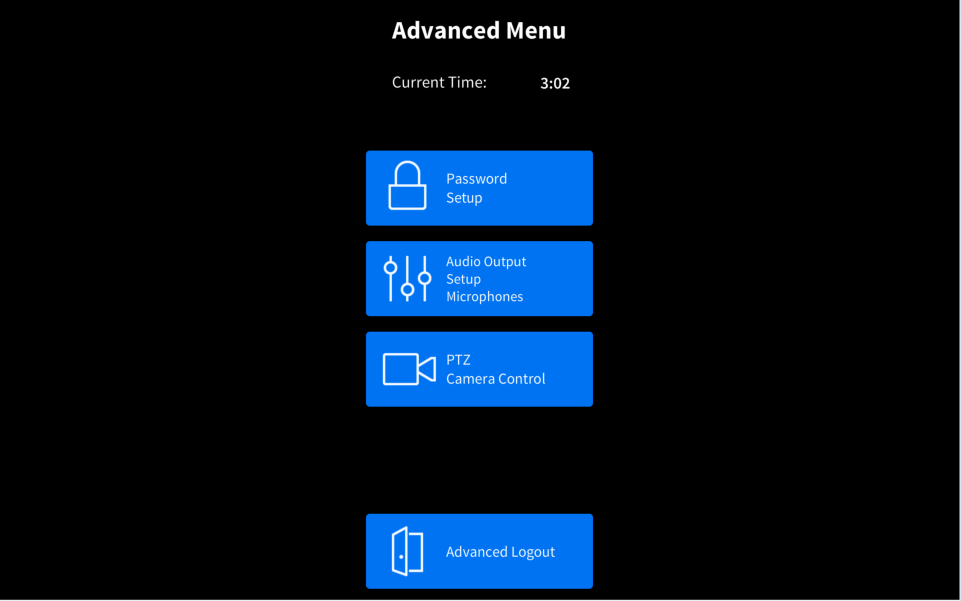 Advanced Menu
Current Time: 3:02
Password
Setup
Audio Output
Setup
Microphones
PTZ
Camera Control
Advanced Logout